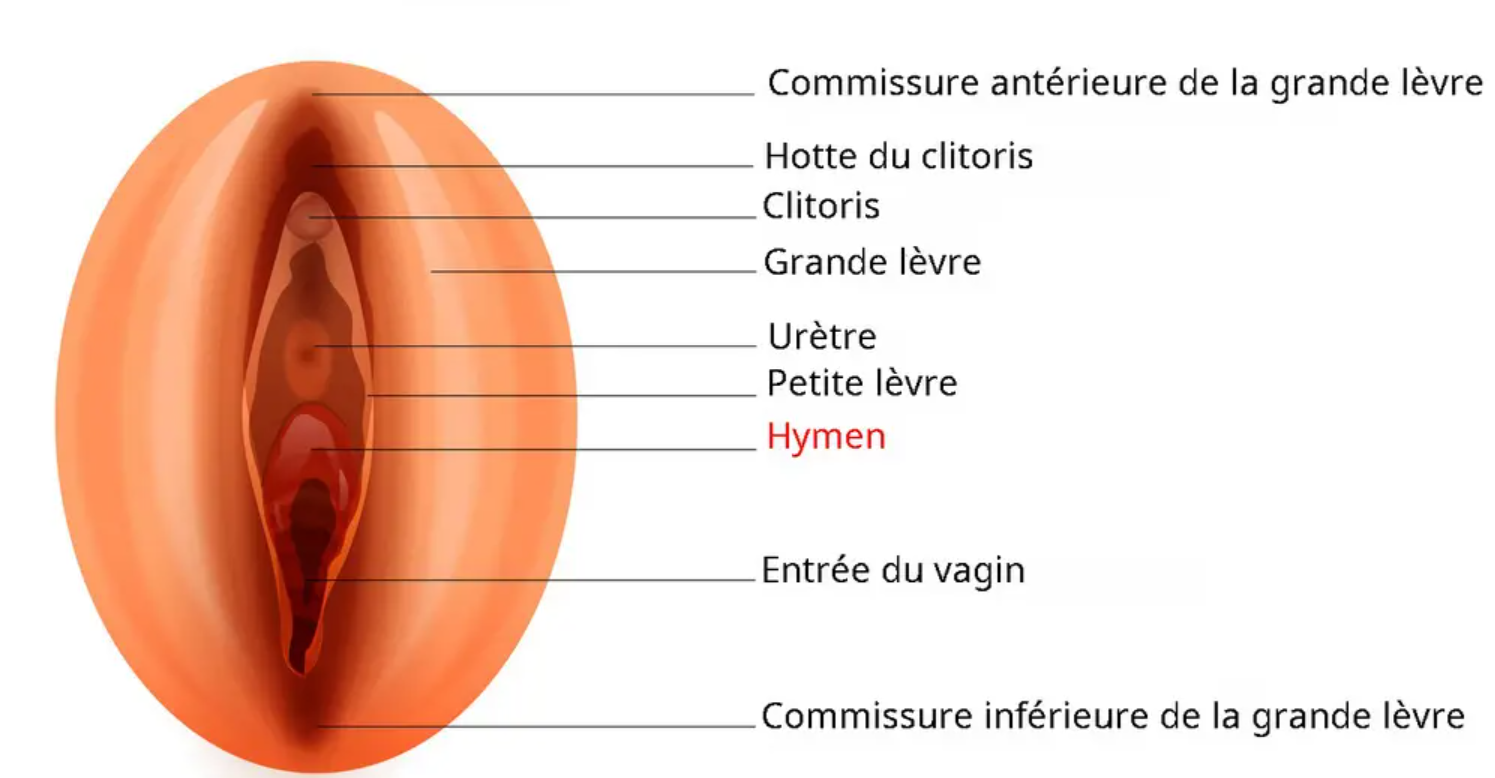 Commissure antérieure de la grande lèvre
Hotte du clitoris
Clitoris
Grande lèvre
Urètre
Petite lèvre
Hymen
Entrée du vagin
Commissure inférieure de la grande lèvre